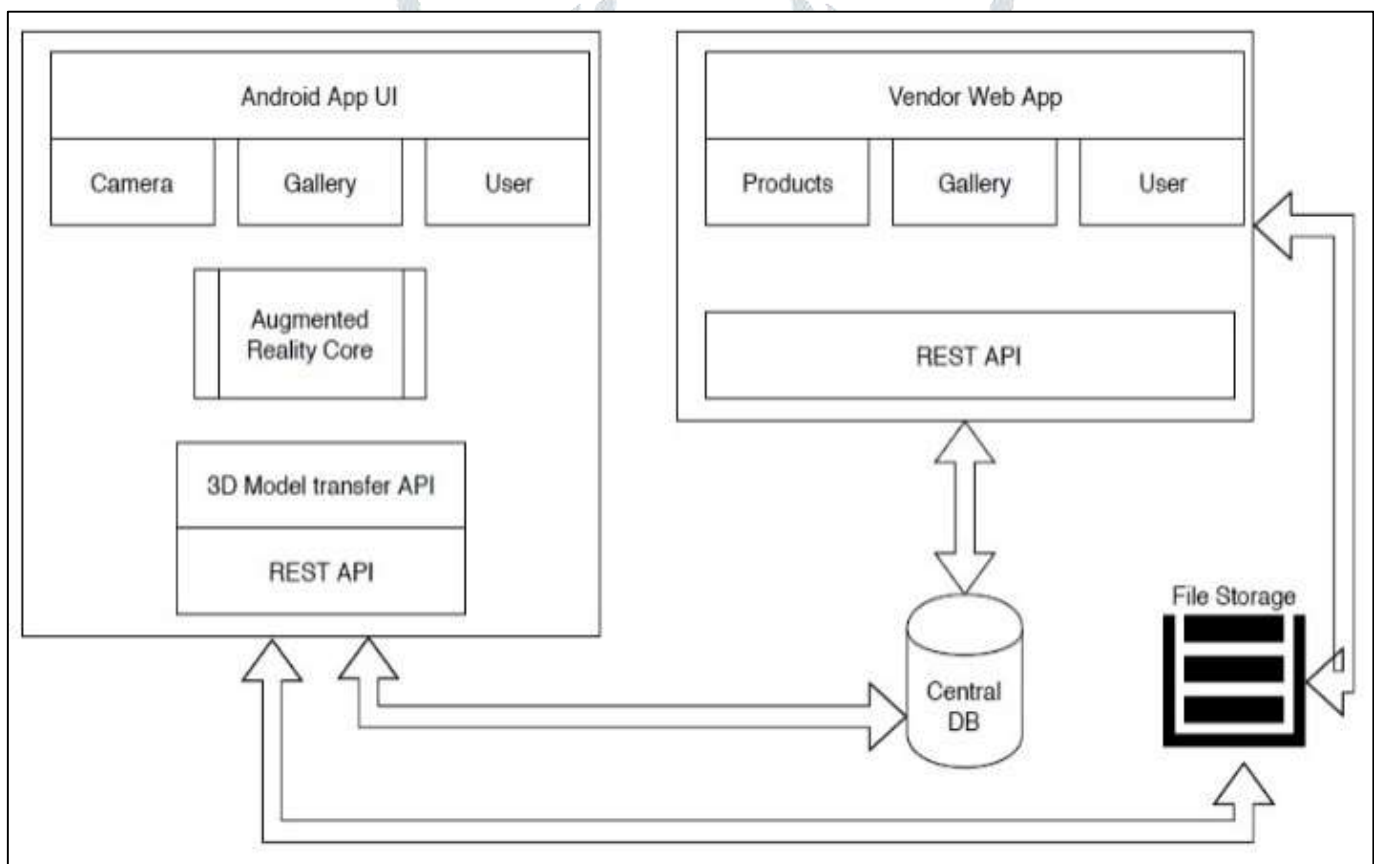 Android App UI
Camera
Gallery
User
Augmented
Reality Core
3D Model transfer API
REST API
Vendor Web App
Products
Gallery
User
REST API
Central
DB
File Storage